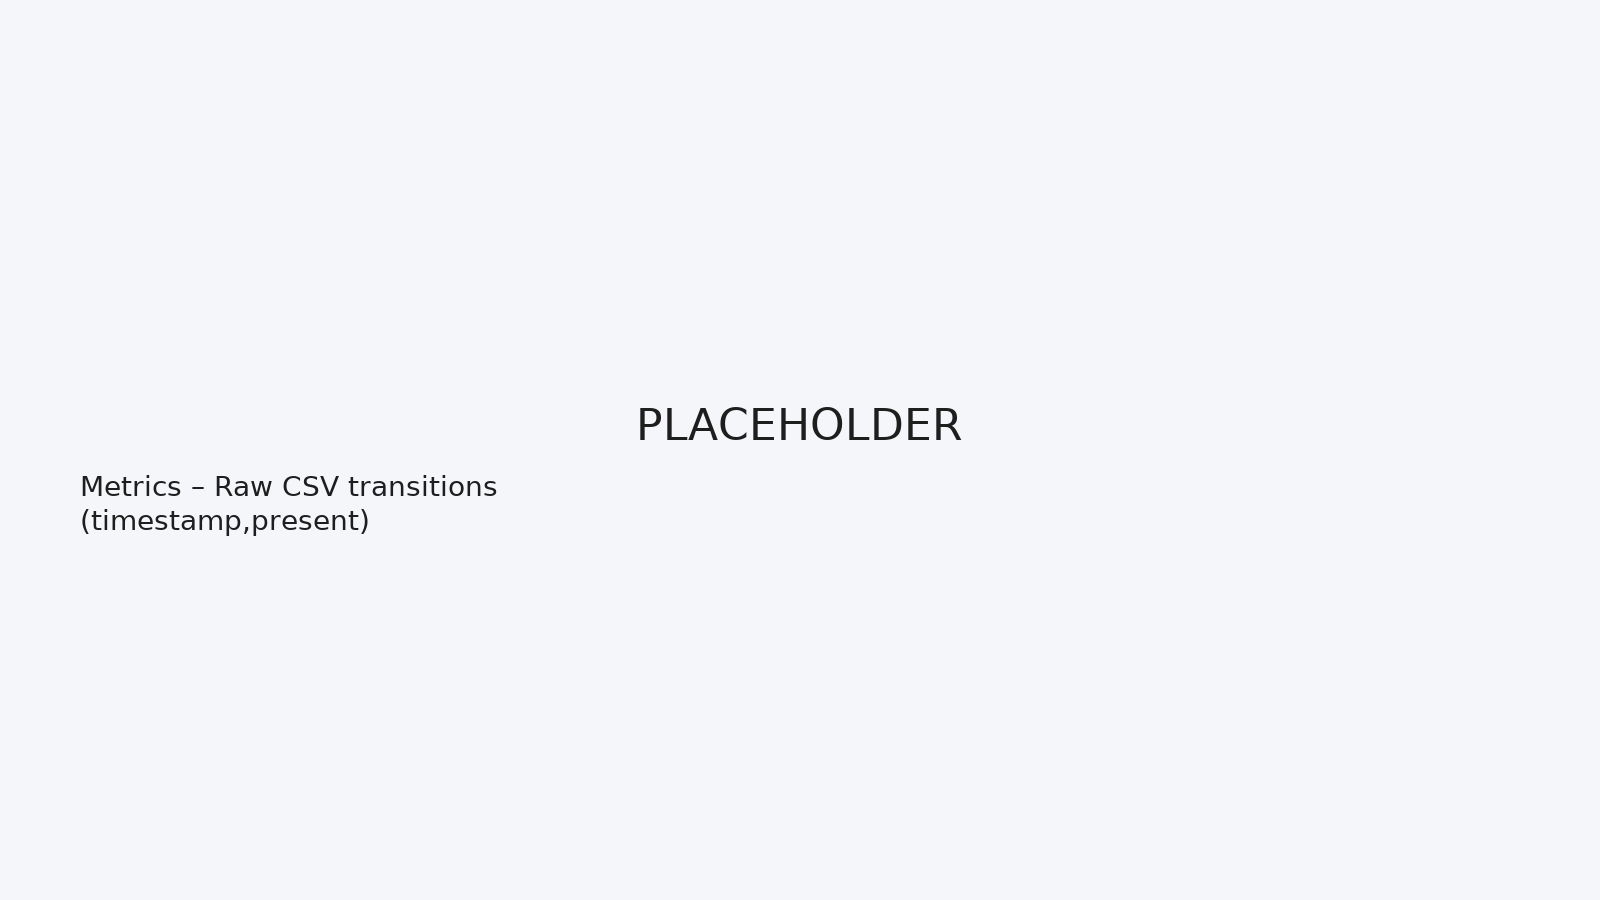 PLACEHOLDER
Metrics – Raw CSV transitions
(timestamp,present)